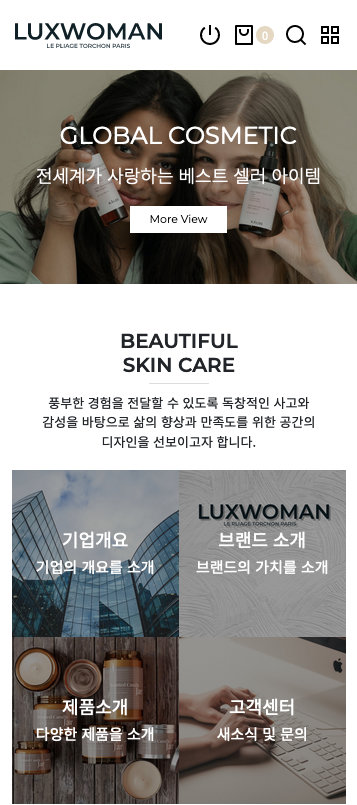 LUXWOMAN
LE PLIAGE TORCHON PARIS
0
GLOBAL COSMETIC
전세계가 사랑하는 베스트 셀러 아이템
More View
BEAUTIFUL
SKIN CARE
풍부한 경험을 전달할 수 있도록 독창적인 사고와
감성을 바탕으로 삶의 향상과 만족도를 위한 공간의
디자인을 선보이고자 합니다.
기업개요
기업의 개요를 소개
LUXWOMAN
LE PLIAGE TORCHON PARIS
브랜드 소개
브랜드의 가치를 소개
제품소개
다양한 제품을 소개
고객센터
새소식 및 문의